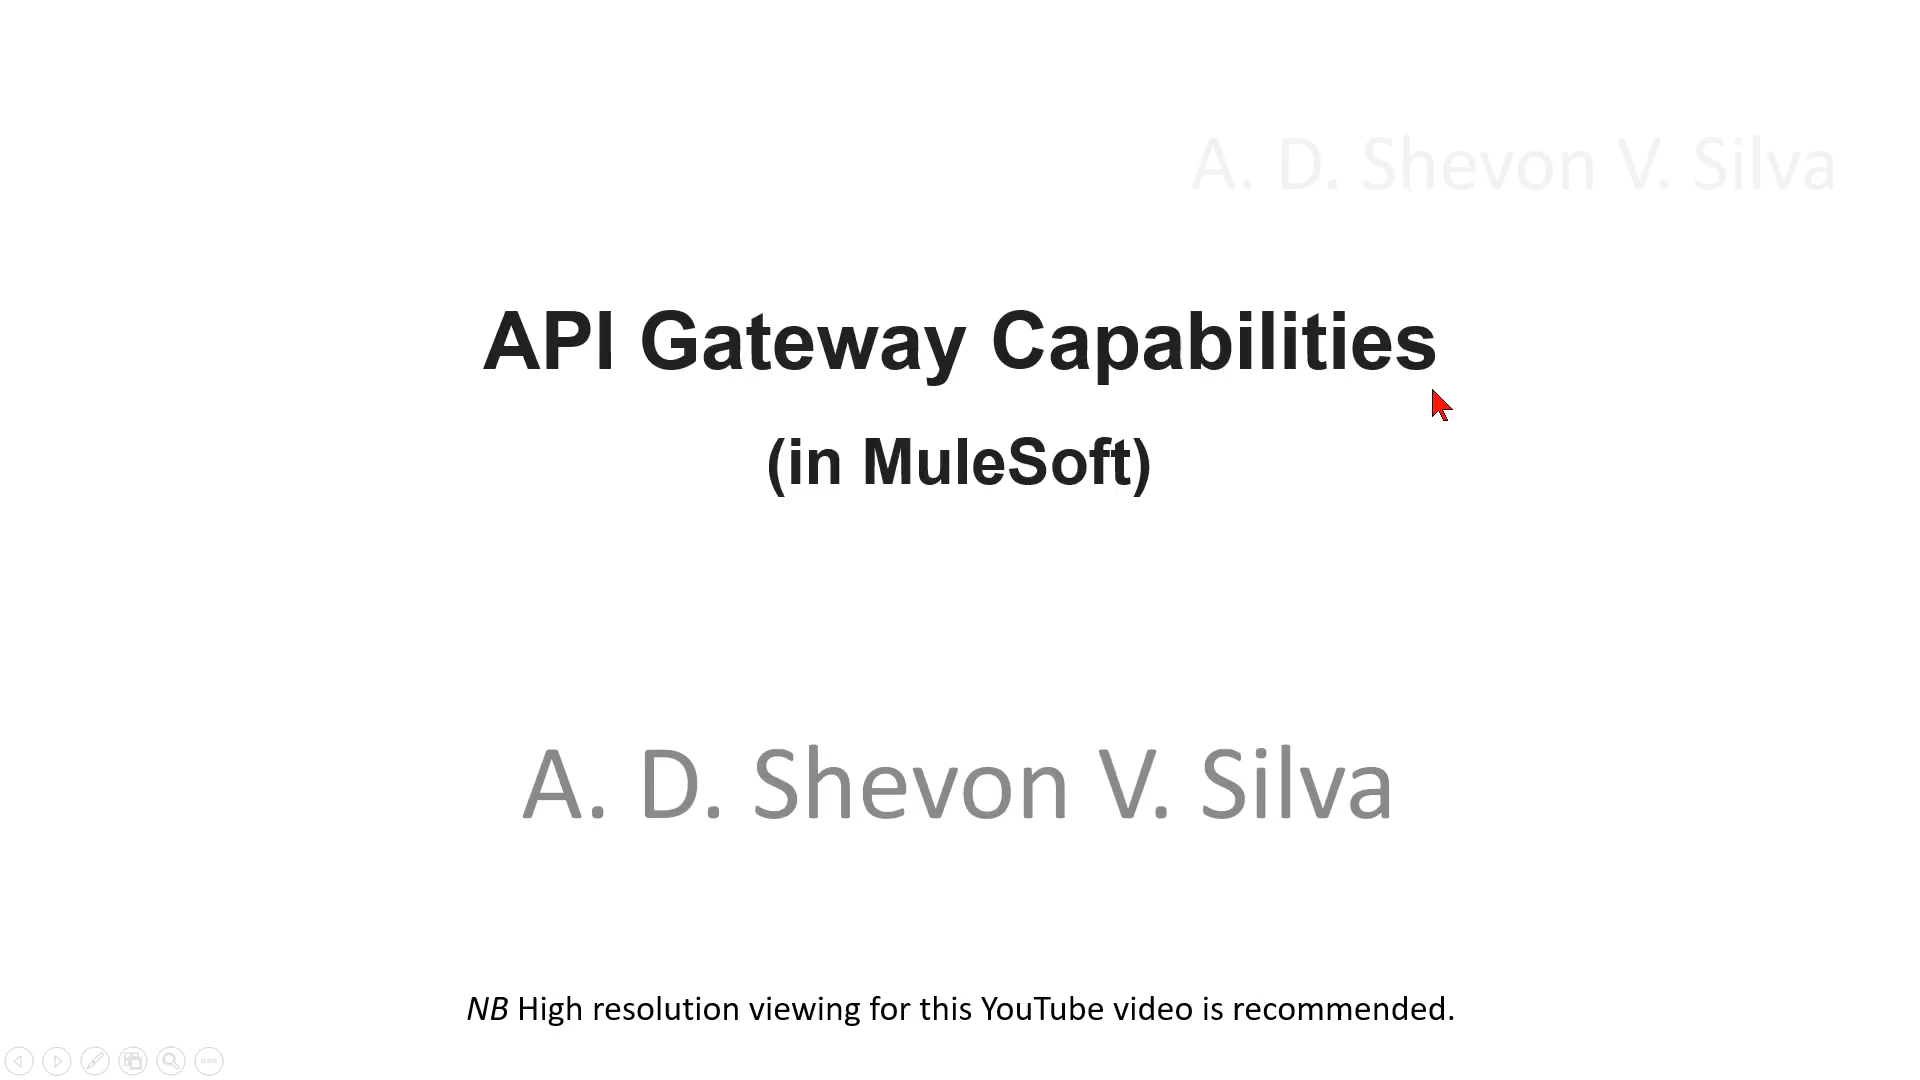 A. D. Shevon V. Silva
API Gateway Capabilities
(in MuleSoft)
A. D. Shevon V. Silva
NB High resolution viewing for this YouTube video is recommended.